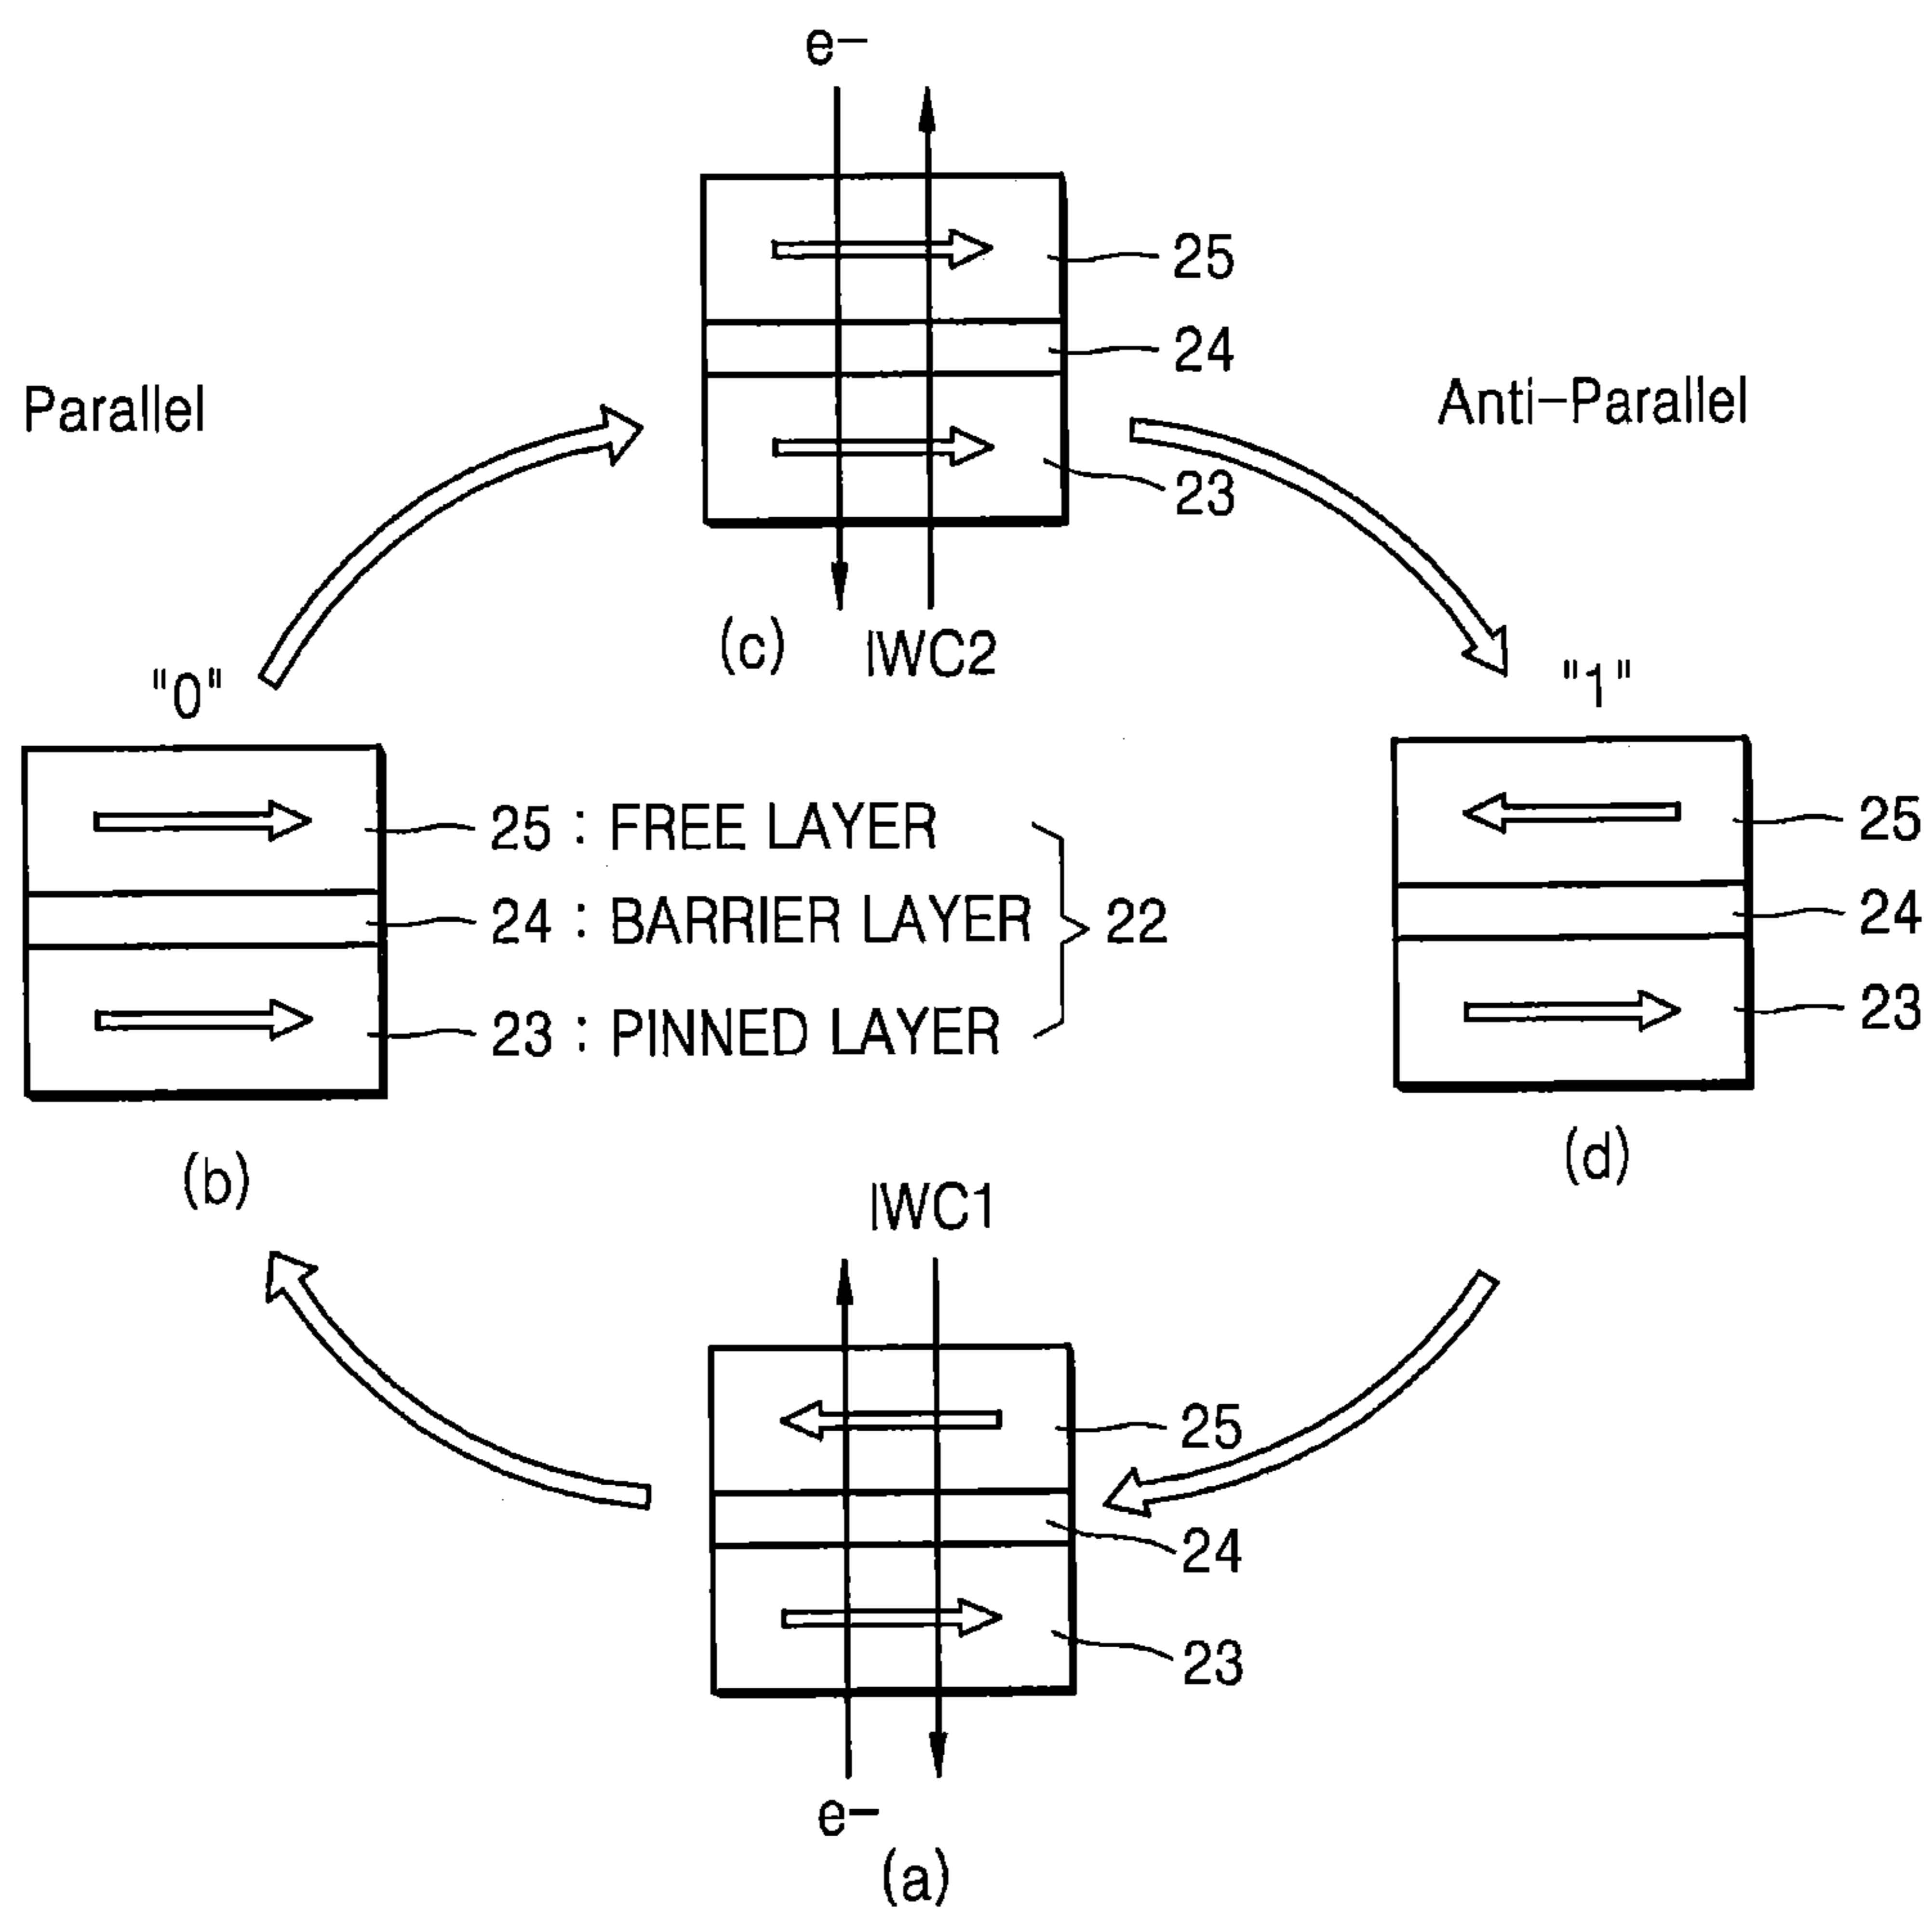 e-
25
24
23
Parallel
Anti-Parallel
(c) IWC2
"0"
"1"
25 : FREE LAYER
24 : BARRIER LAYER
23 : PINNED LAYER
22
25
24
23
(b)
(d)
IWC1
25
24
23
e-
(a)